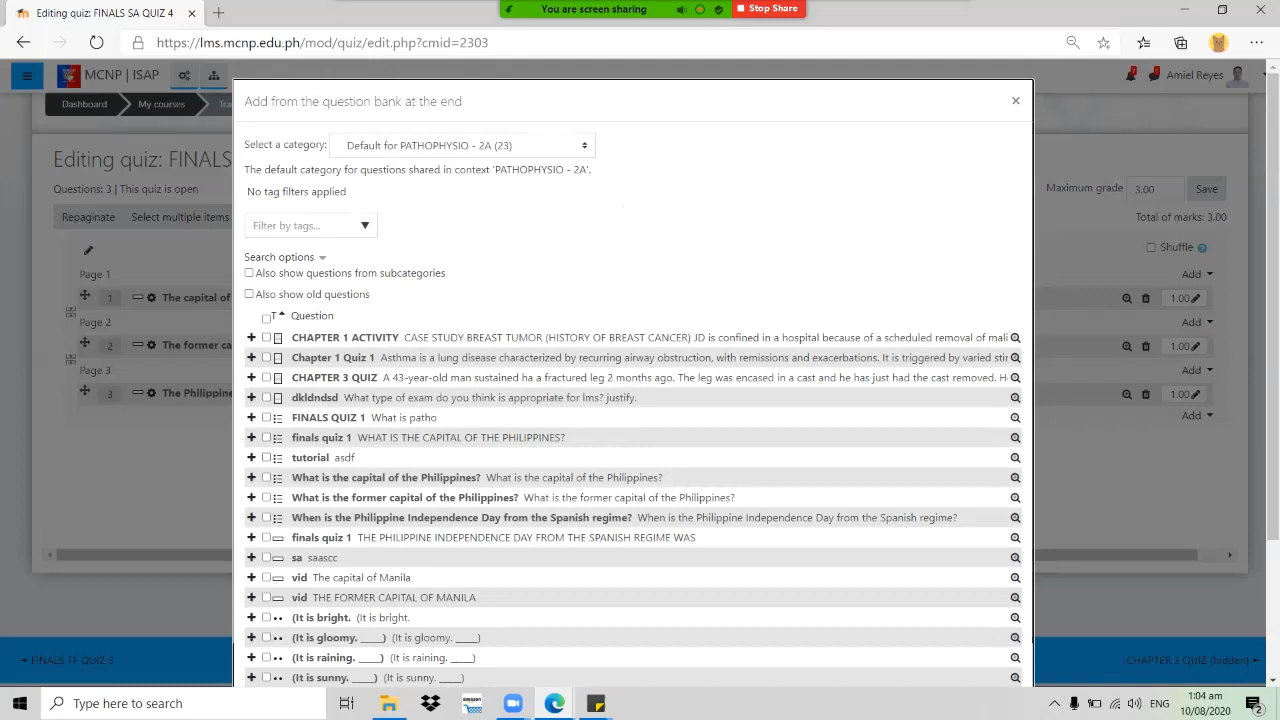 Editing quiz: FINALS SA QUIZ 4
You are screen sharing
Stop Share
https://lms.mcnp.edu.ph/mod/quiz/edit.php?cmid=2303
MCNP | ISAP
Amiel Reyes
Dashboard
My courses
Add from the question bank at the end
Editing quiz: FINALS
Questions: 3 | This quiz is open
Maximum grade
3.00
Save
Repaginate
Select multiple items
Total of marks: 3.00
Shuffle
Page 1
Add
1
The capital of
1.00
Page 2
Add
2
The former ca
1.00
Page 3
Add
3
The Philippin
1.00
Add
Select a category:
Default for PATHOPHYSIO - 2A (23)
The default category for questions shared in context 'PATHOPHYSIO - 2A'.
No tag filters applied
Filter by tags...
Search options
Also show questions from subcategories
Also show old questions
T
Question
CHAPTER 1 ACTIVITY CASE STUDY BREAST TUMOR (HISTORY OF BREAST CANCER) JD is confined in a hospital because of a scheduled removal of mali
Chapter 1 Quiz 1 Asthma is a lung disease characterized by recurring airway obstruction, with remissions and exacerbations. It is triggered by varied stir
CHAPTER 3 QUIZ A 43-year-old man sustained ha a fractured leg 2 months ago. The leg was encased in a cast and he has just had the cast removed. H
dkldndsd What type of exam do you think is appropriate for lms? justify.
FINALS QUIZ 1 What is patho
finals quiz 1 WHAT IS THE CAPITAL OF THE PHILIPPINES?
tutorial asdf
What is the capital of the Philippines? What is the capital of the Philippines?
What is the former capital of the Philippines? What is the former capital of the Philippines?
When is the Philippine Independence Day from the Spanish regime? When is the Philippine Independence Day from the Spanish regime?
finals quiz 1 THE PHILIPPINE INDEPENDENCE DAY FROM THE SPANISH REGIME WAS
sa saascc
vid The capital of Manila
vid THE FORMER CAPITAL OF MANILA
(It is bright. (It is bright.
(It is gloomy. _____) (It is gloomy. _____)
(It is raining. _____) (It is raining. _____)
(It is sunny. _____) (It is sunny. _____)
FINALS TF QUIZ 3
CHAPTER 3 QUIZ (hidden)
Type here to search
amazon
ENG
1:04 am
10/08/2020
2